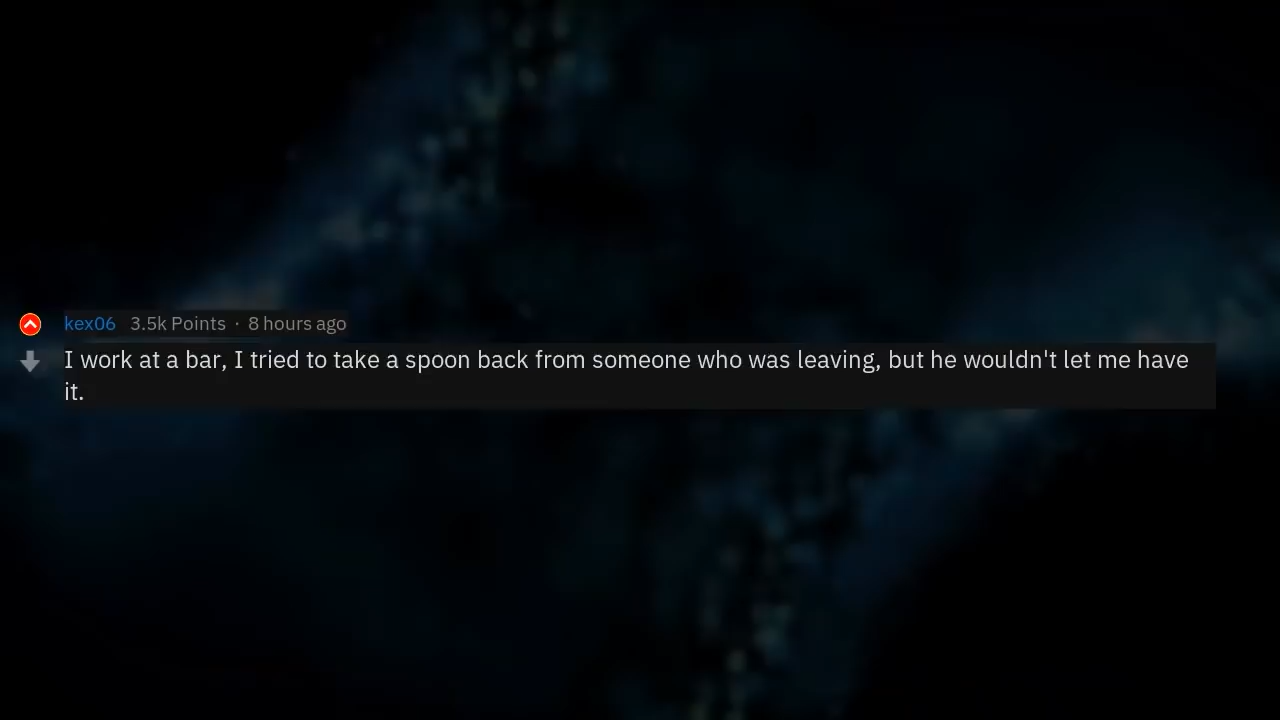 kex06 3.5k Points · 8 hours ago
I work at a bar, I tried to take a spoon back from someone who was leaving, but he wouldn't let me have
it.